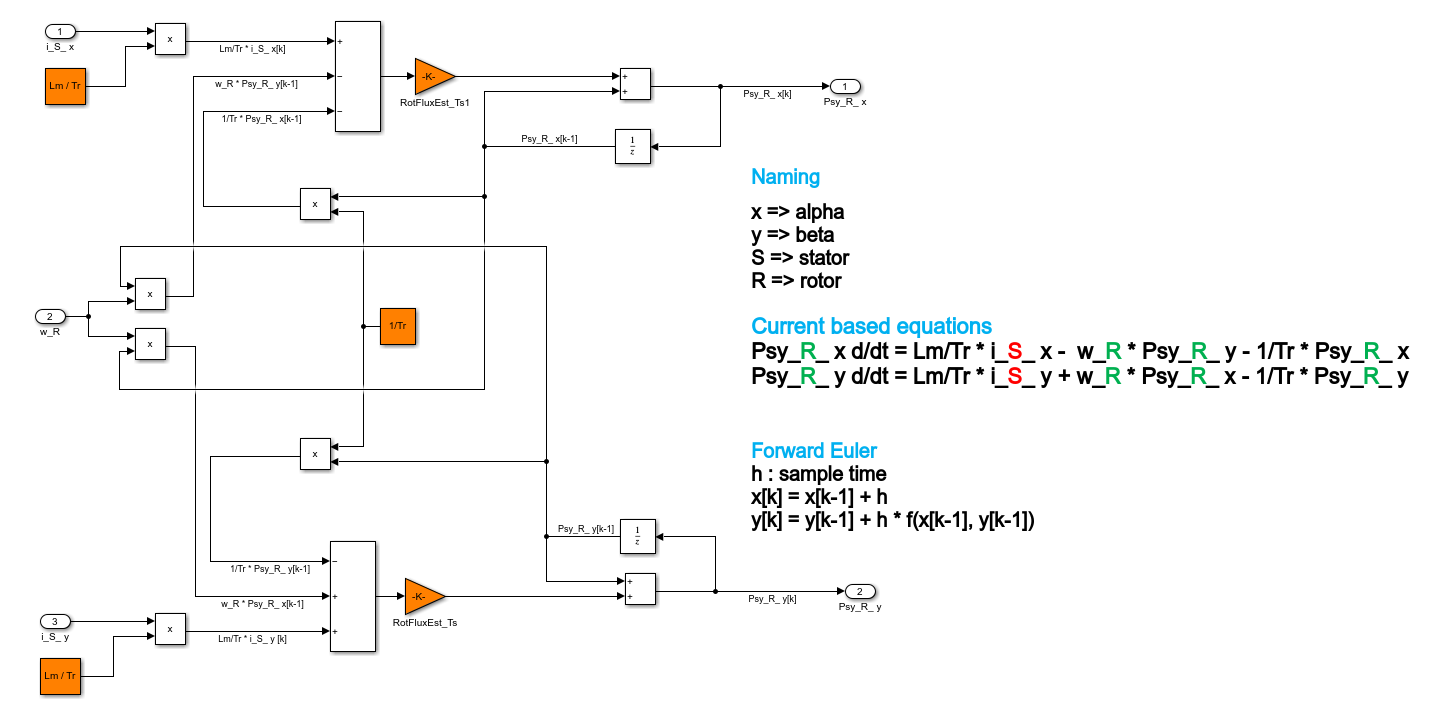 1
i_S_ x
x
Lm/Tr * i_S_ x[k]
Lm / Tr
w_R * Psy_R_ y[k-1]
1/Tr * Psy_R_ x[k-1]
+
−
−
-K-
RotFluxEst_Ts1
+
+
Psy_R_ x[k]
1
Psy_R_ x
Psy_R_ x[k-1]
1
z
x
x
2
w_R
x
1/Tr
x
Psy_R_ y[k-1]
1
z
1/Tr * Psy_R_ y[k-1]
w_R * Psy_R_ x[k-1]
−
+
+
-K-
RotFluxEst_Ts
+
+
Psy_R_ y[k]
2
Psy_R_ y
3
i_S_ y
x
Lm/Tr * i_S_ y [k]
Lm / Tr
Naming
x => alpha
y => beta
S => stator
R => rotor
Current based equations
Psy_R_ x d/dt = Lm/Tr * i_S_ x - w_R * Psy_R_ y - 1/Tr * Psy_R_ x
Psy_R_ y d/dt = Lm/Tr * i_S_ y + w_R * Psy_R_ x - 1/Tr * Psy_R_ y
Forward Euler
h : sample time
x[k] = x[k-1] + h
y[k] = y[k-1] + h * f(x[k-1], y[k-1])